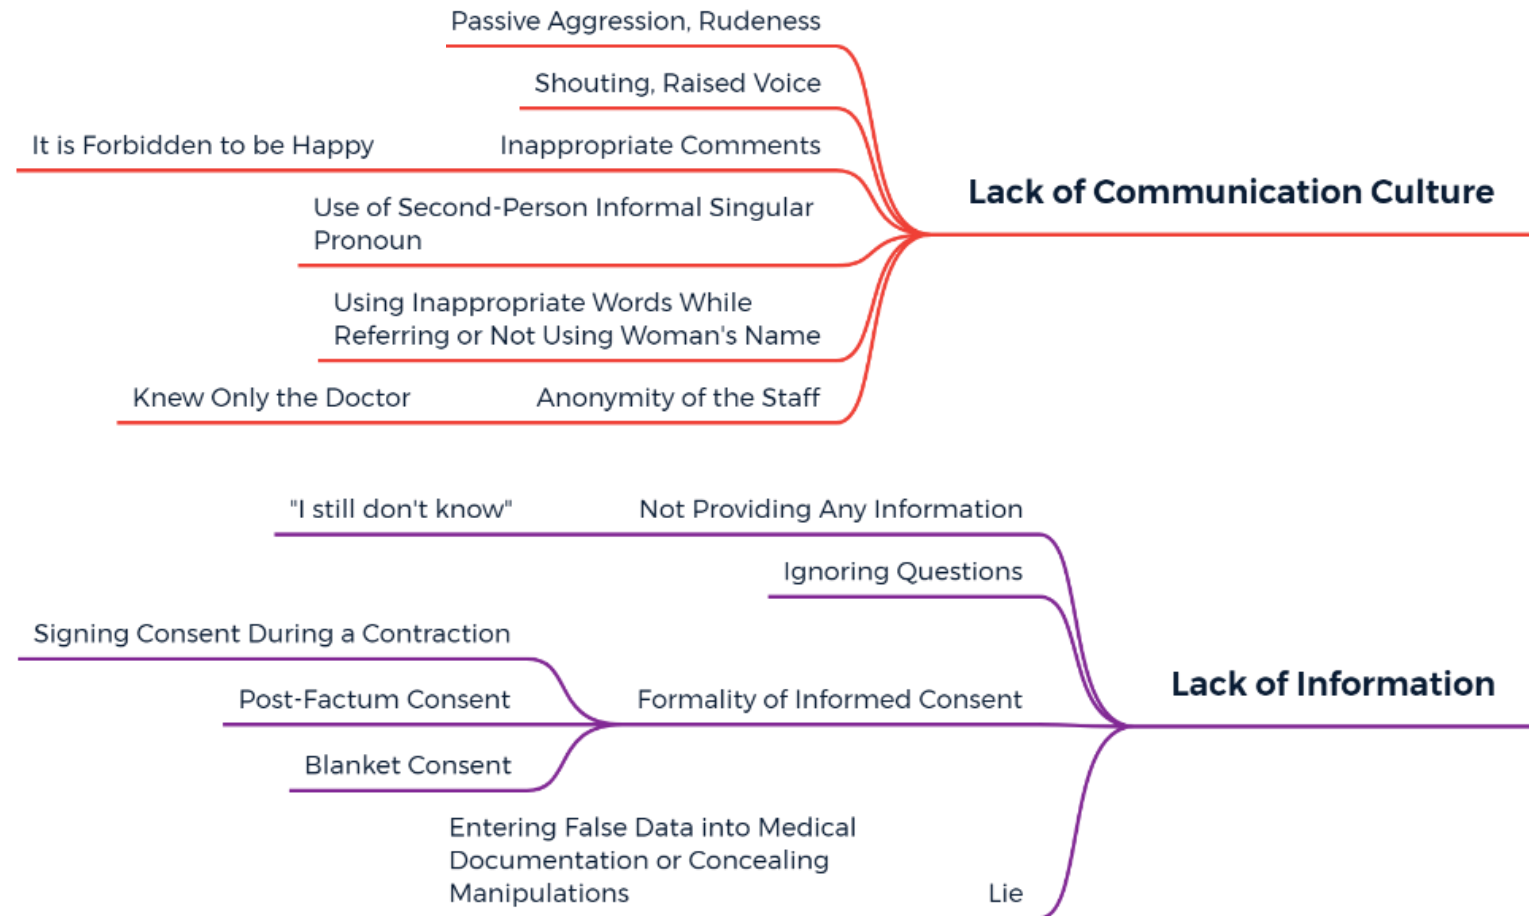 Passive Aggression, Rudeness
Shouting, Raised Voice
It is Forbidden to be Happy
Inappropriate Comments
Use of Second-Person Informal Singular
Pronoun
Using Inappropriate Words While
Referring or Not Using Woman's Name
Knew Only the Doctor
Anonymity of the Staff
Lack of Communication Culture
"I still don't know"
Not Providing Any Information
Ignoring Questions
Signing Consent During a Contraction
Post-Factum Consent
Blanket Consent
Formality of Informed Consent
Entering False Data into Medical
Documentation or Concealing
Manipulations
Lie
Lack of Information